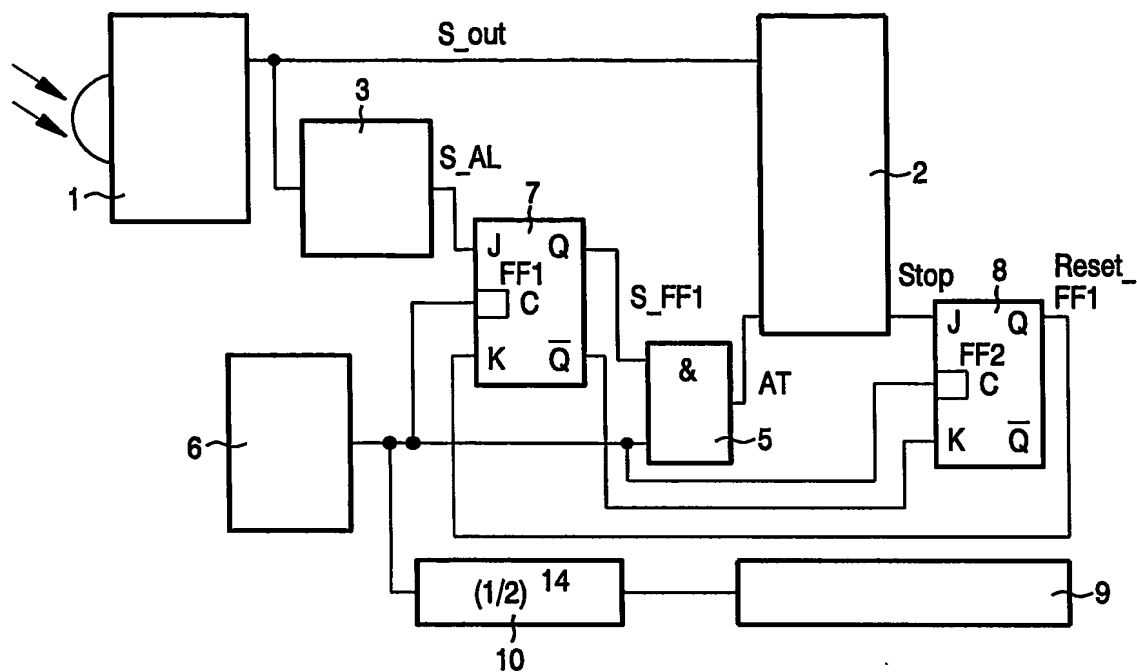 S_out
3
S_AL
1
2
7
J Q
FF1
C
K Q̅
S_FF1
Stop
8
Reset_
FF1
J Q
FF2
C
K Q̅
&
AT
5
6
(1/2) 14
10
9